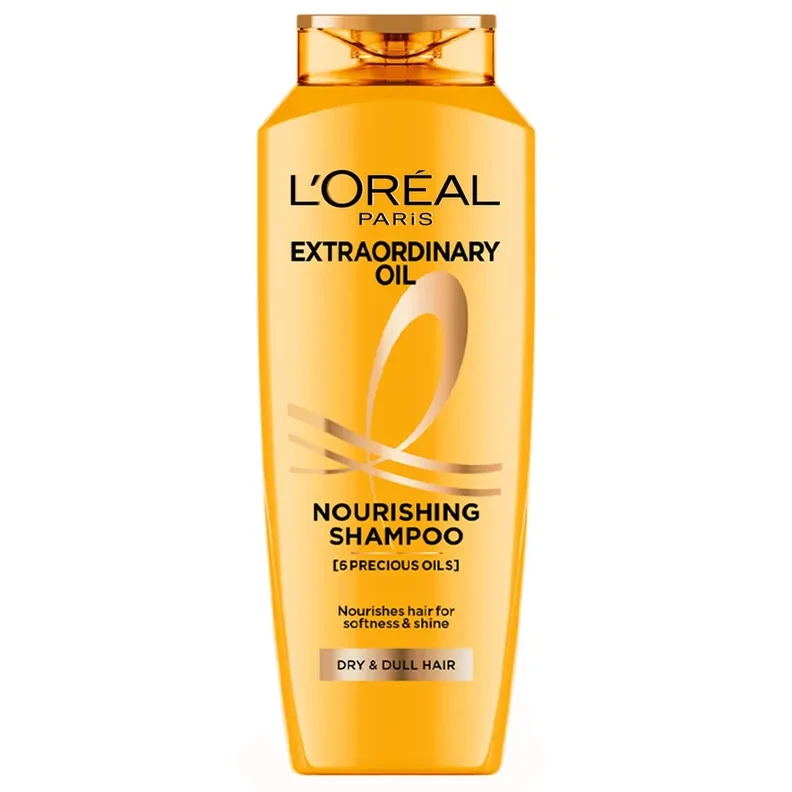 L'ORÉAL
PARiS
EXTRAORDINARY
OIL
NOURISHING
SHAMPOO
[6 PRECIOUS OILS]
Nourishes hair for
softness & shine
DRY & DULL HAIR